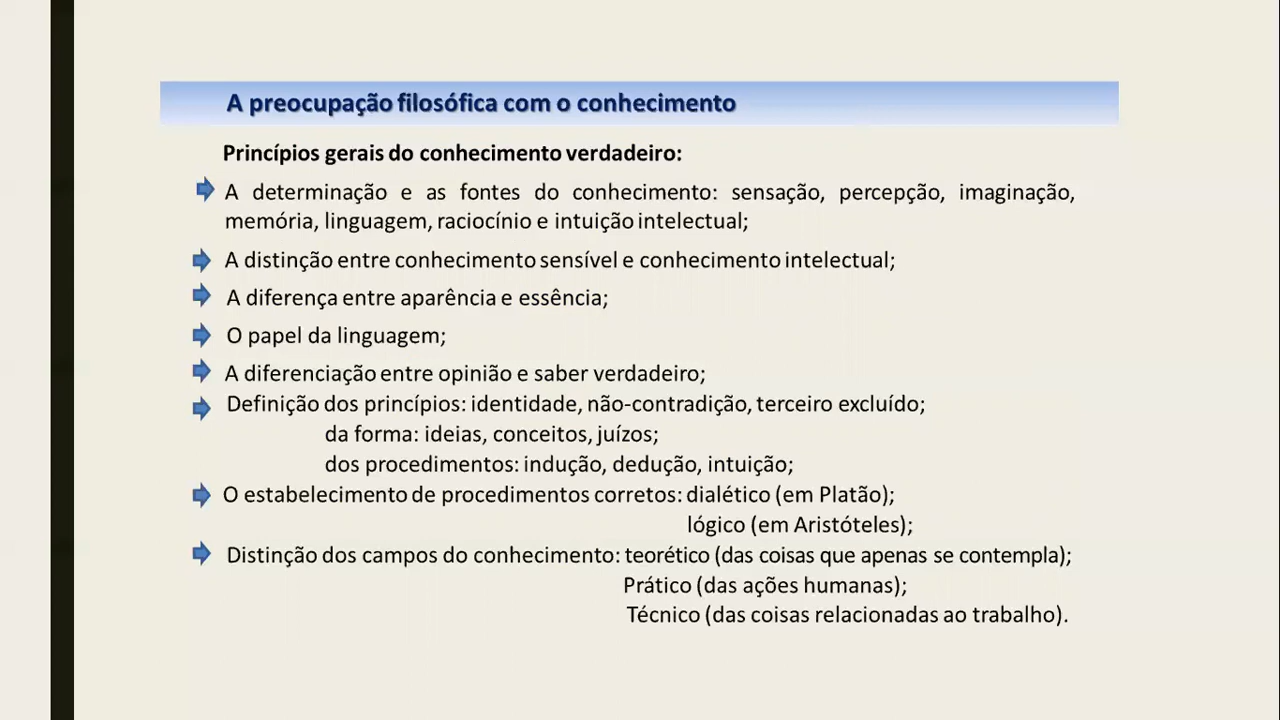 A preocupação filosófica com o conhecimento
Princípios gerais do conhecimento verdadeiro:
A determinação e as fontes do conhecimento: sensação, percepção, imaginação,
memória, linguagem, raciocínio e intuição intelectual;
A distinção entre conhecimento sensível e conhecimento intelectual;
A diferença entre aparência e essência;
O papel da linguagem;
A diferenciação entre opinião e saber verdadeiro;
Definição dos princípios: identidade, não-contradição, terceiro excluído;
da forma: ideias, conceitos, juízos;
dos procedimentos: indução, dedução, intuição;
O estabelecimento de procedimentos corretos: dialético (em Platão);
lógico (em Aristóteles);
Distinção dos campos do conhecimento: teorético (das coisas que apenas se contempla);
Prático (das ações humanas);
Técnico (das coisas relacionadas ao trabalho).